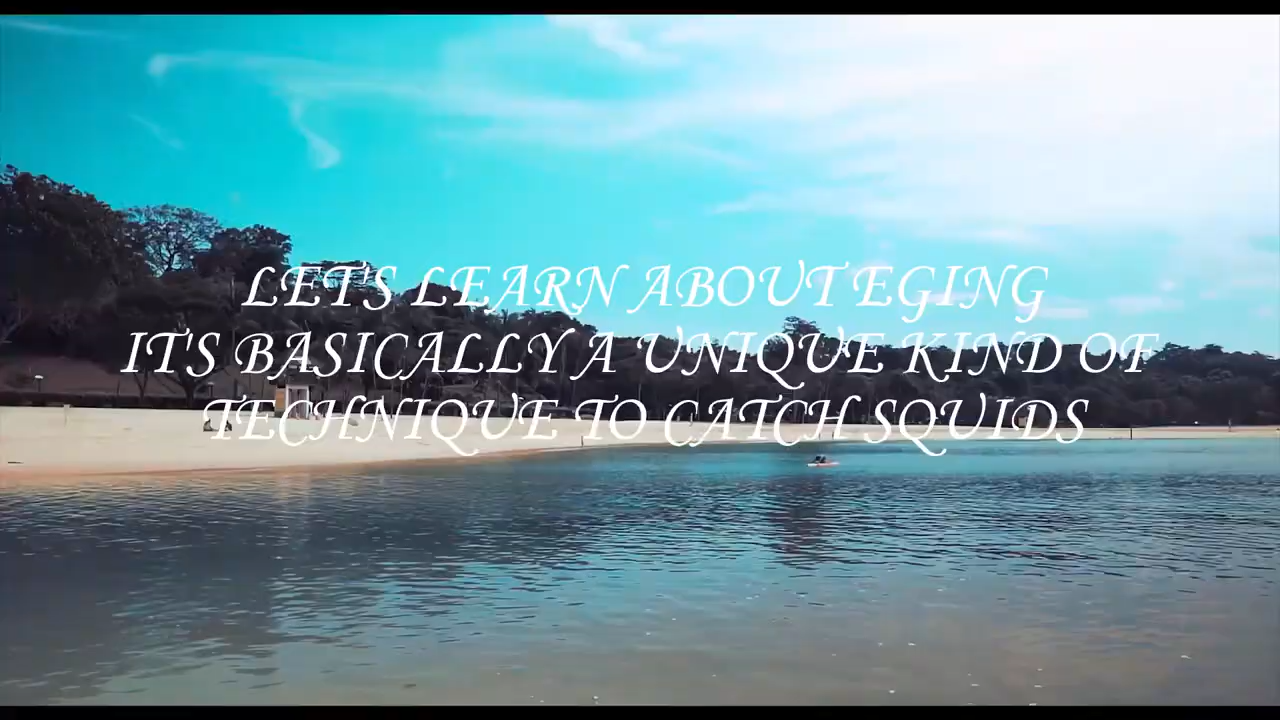 LET'S LEARN ABOUT EGING
IT'S BASICALLY A UNIQUE KIND OF
TECHNIQUE TO CATCH SQUIDS